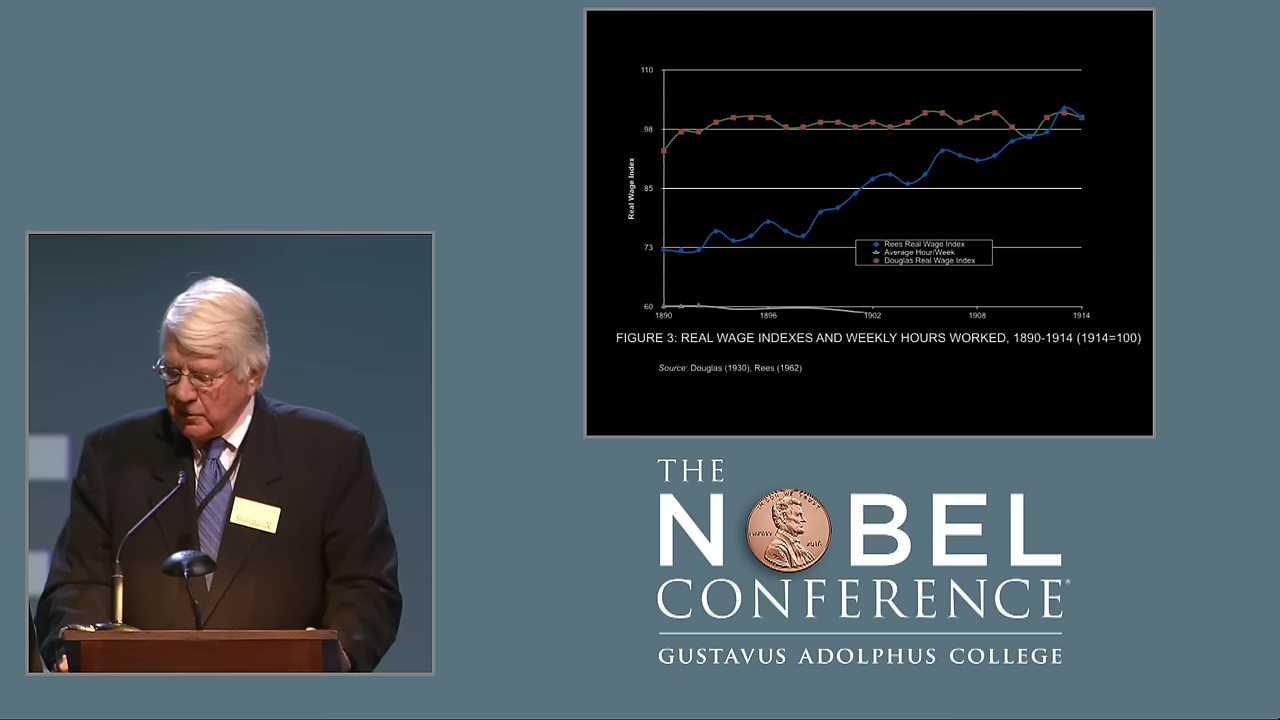 110
98
85
73
60
Real Wage Index
Rees Real Wage Index
Average Hour/Week
Douglas Real Wage Index
1890 1896 1902 1908 1914
FIGURE 3: REAL WAGE INDEXES AND WEEKLY HOURS WORKED, 1890-1914 (1914=100)
Source: Douglas (1930), Rees (1962)
THE
NOBEL
CONFERENCE®
GUSTAVUS ADOLPHUS COLLEGE